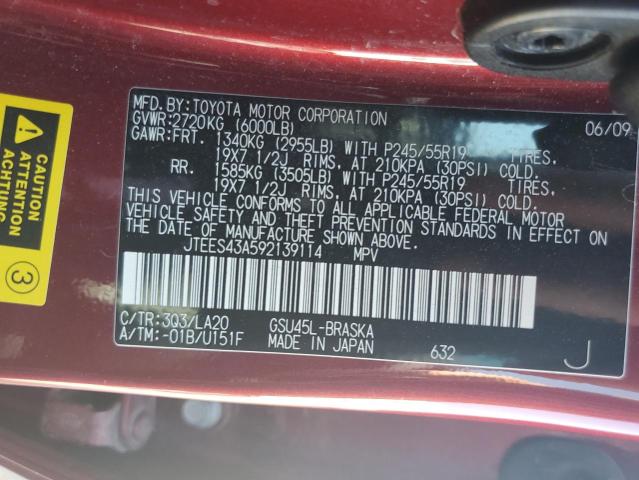 MFD.BY:TOYOTA MOTOR CORPORATION 06/09
GVWR:2720KG (6000LB)
GAWR:FRT. 1340KG (2955LB) WITH P245/55R19 TIRES,
19X7 1/2J RIMS, AT 210KPA (30PSI) COLD.
RR. 1585KG (3505LB) WITH P245/55R19 TIRES,
19X7 1/2J RIMS, AT 210KPA (30PSI) COLD.
THIS VEHICLE CONFORMS TO ALL APPLICABLE FEDERAL MOTOR
VEHICLE SAFETY AND THEFT PREVENTION STANDARDS IN EFFECT ON
THE DATE OF MANUFACTURE SHOWN ABOVE.
JTEES43A592139114 MPV
C/TR:3Q3/LA20 GSU45L-BRASKA
A/TM:-01B/U151F MADE IN JAPAN 632 J
CAUTION
ACHTUNG
ATTENTION
3